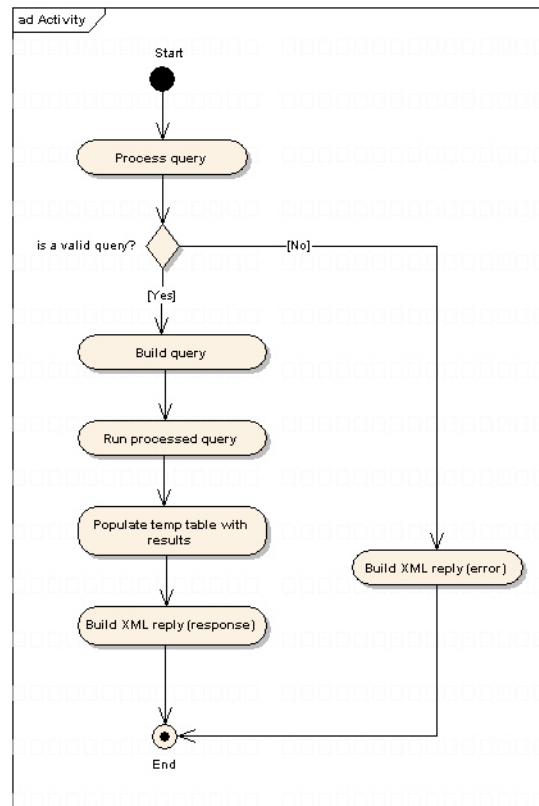 ad Activity
Start
Process query
is a valid query?
[No]
[Yes]
Build query
Run processed query
Populate temp table with
results
Build XML reply (error)
Build XML reply (response)
End